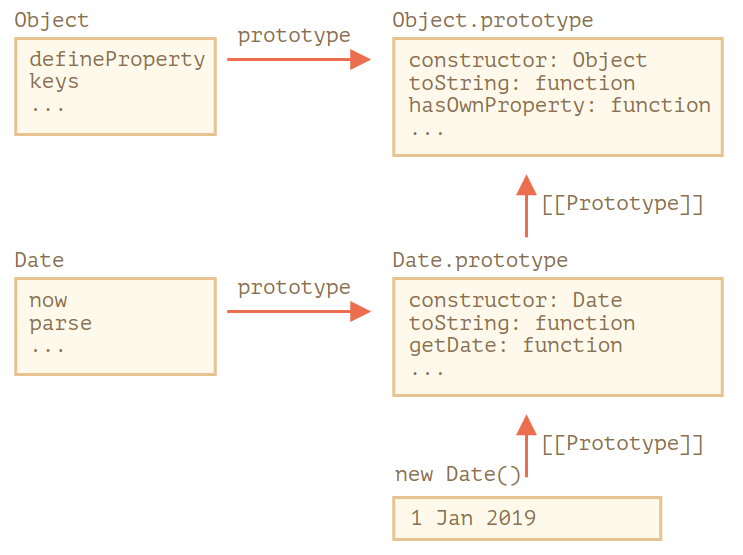 Object
defineProperty
keys
...
prototype
Object.prototype
constructor: Object
toString: function
hasOwnProperty: function
...
[[Prototype]]
Date
now
parse
...
prototype
Date.prototype
constructor: Date
toString: function
getDate: function
...
[[Prototype]]
new Date()
1 Jan 2019